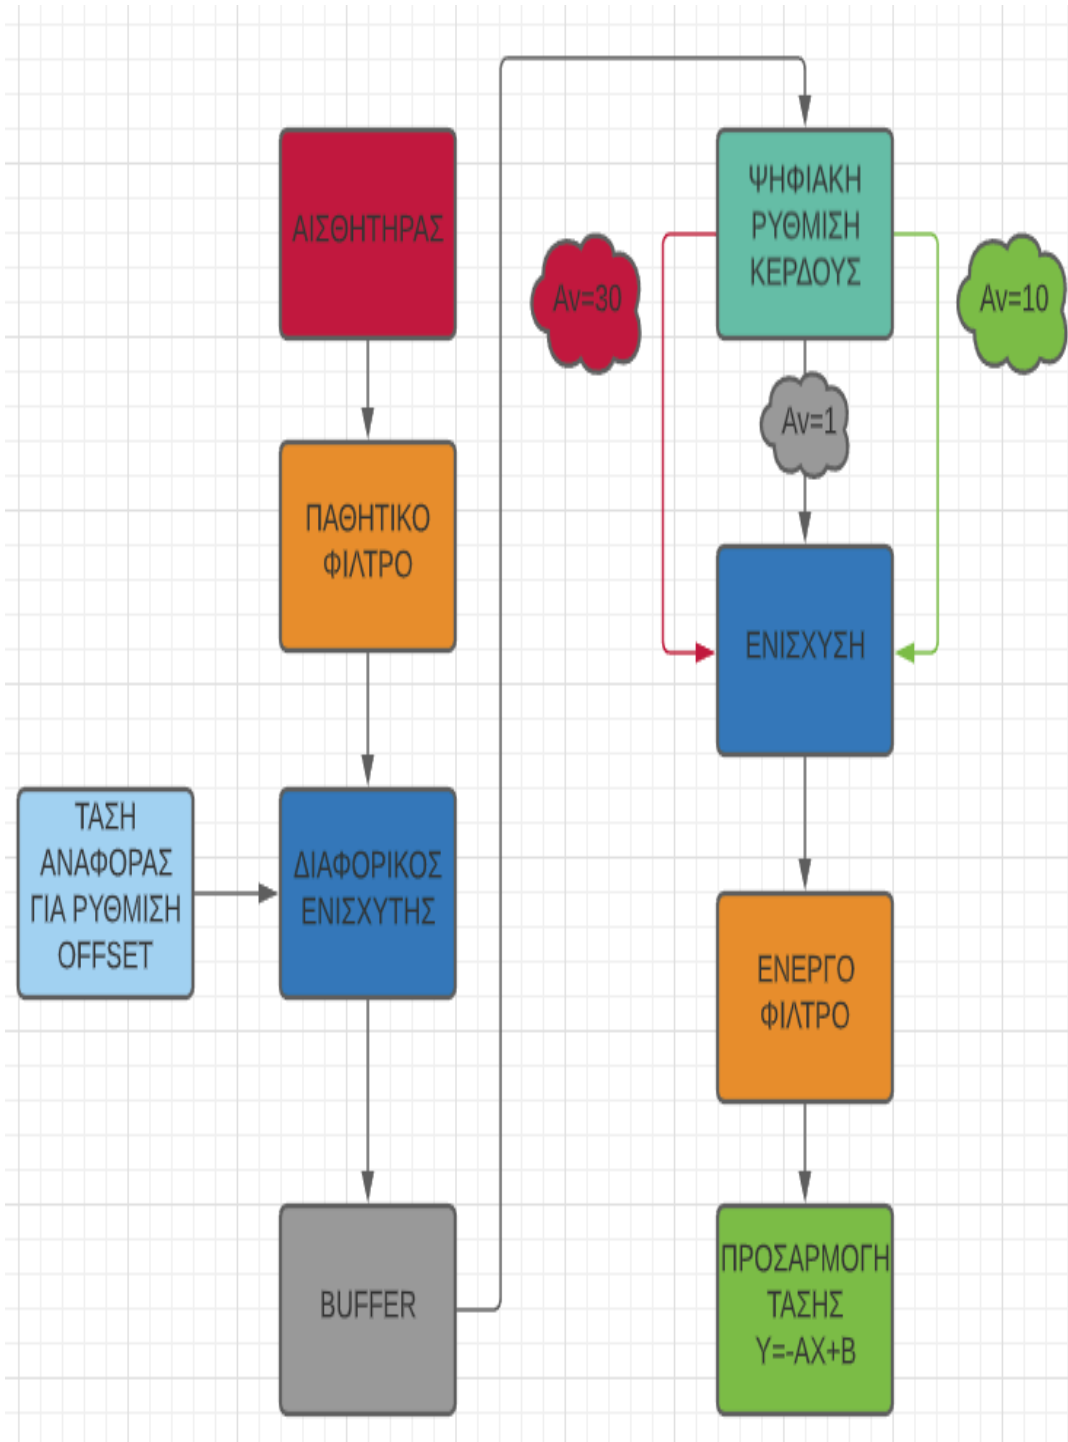 ΑΙΣΘΗΤΗΡΑΣ
ΠΑΘΗΤΙΚΟ
ΦΙΛΤΡΟ
ΤΑΣΗ
ΑΝΑΦΟΡΑΣ
ΓΙΑ ΡΥΘΜΙΣΗ
OFFSET
ΔΙΑΦΟΡΙΚΟΣ
ΕΝΙΣΧΥΤΗΣ
BUFFER
ΨΗΦΙΑΚΗ
ΡΥΘΜΙΣΗ
ΚΕΡΔΟΥΣ
Av=30
Av=1
Av=10
ΕΝΙΣΧΥΣΗ
ΕΝΕΡΓΟ
ΦΙΛΤΡΟ
ΠΡΟΣΑΡΜΟΓΗ
ΤΑΣΗΣ
Y=-AX+B